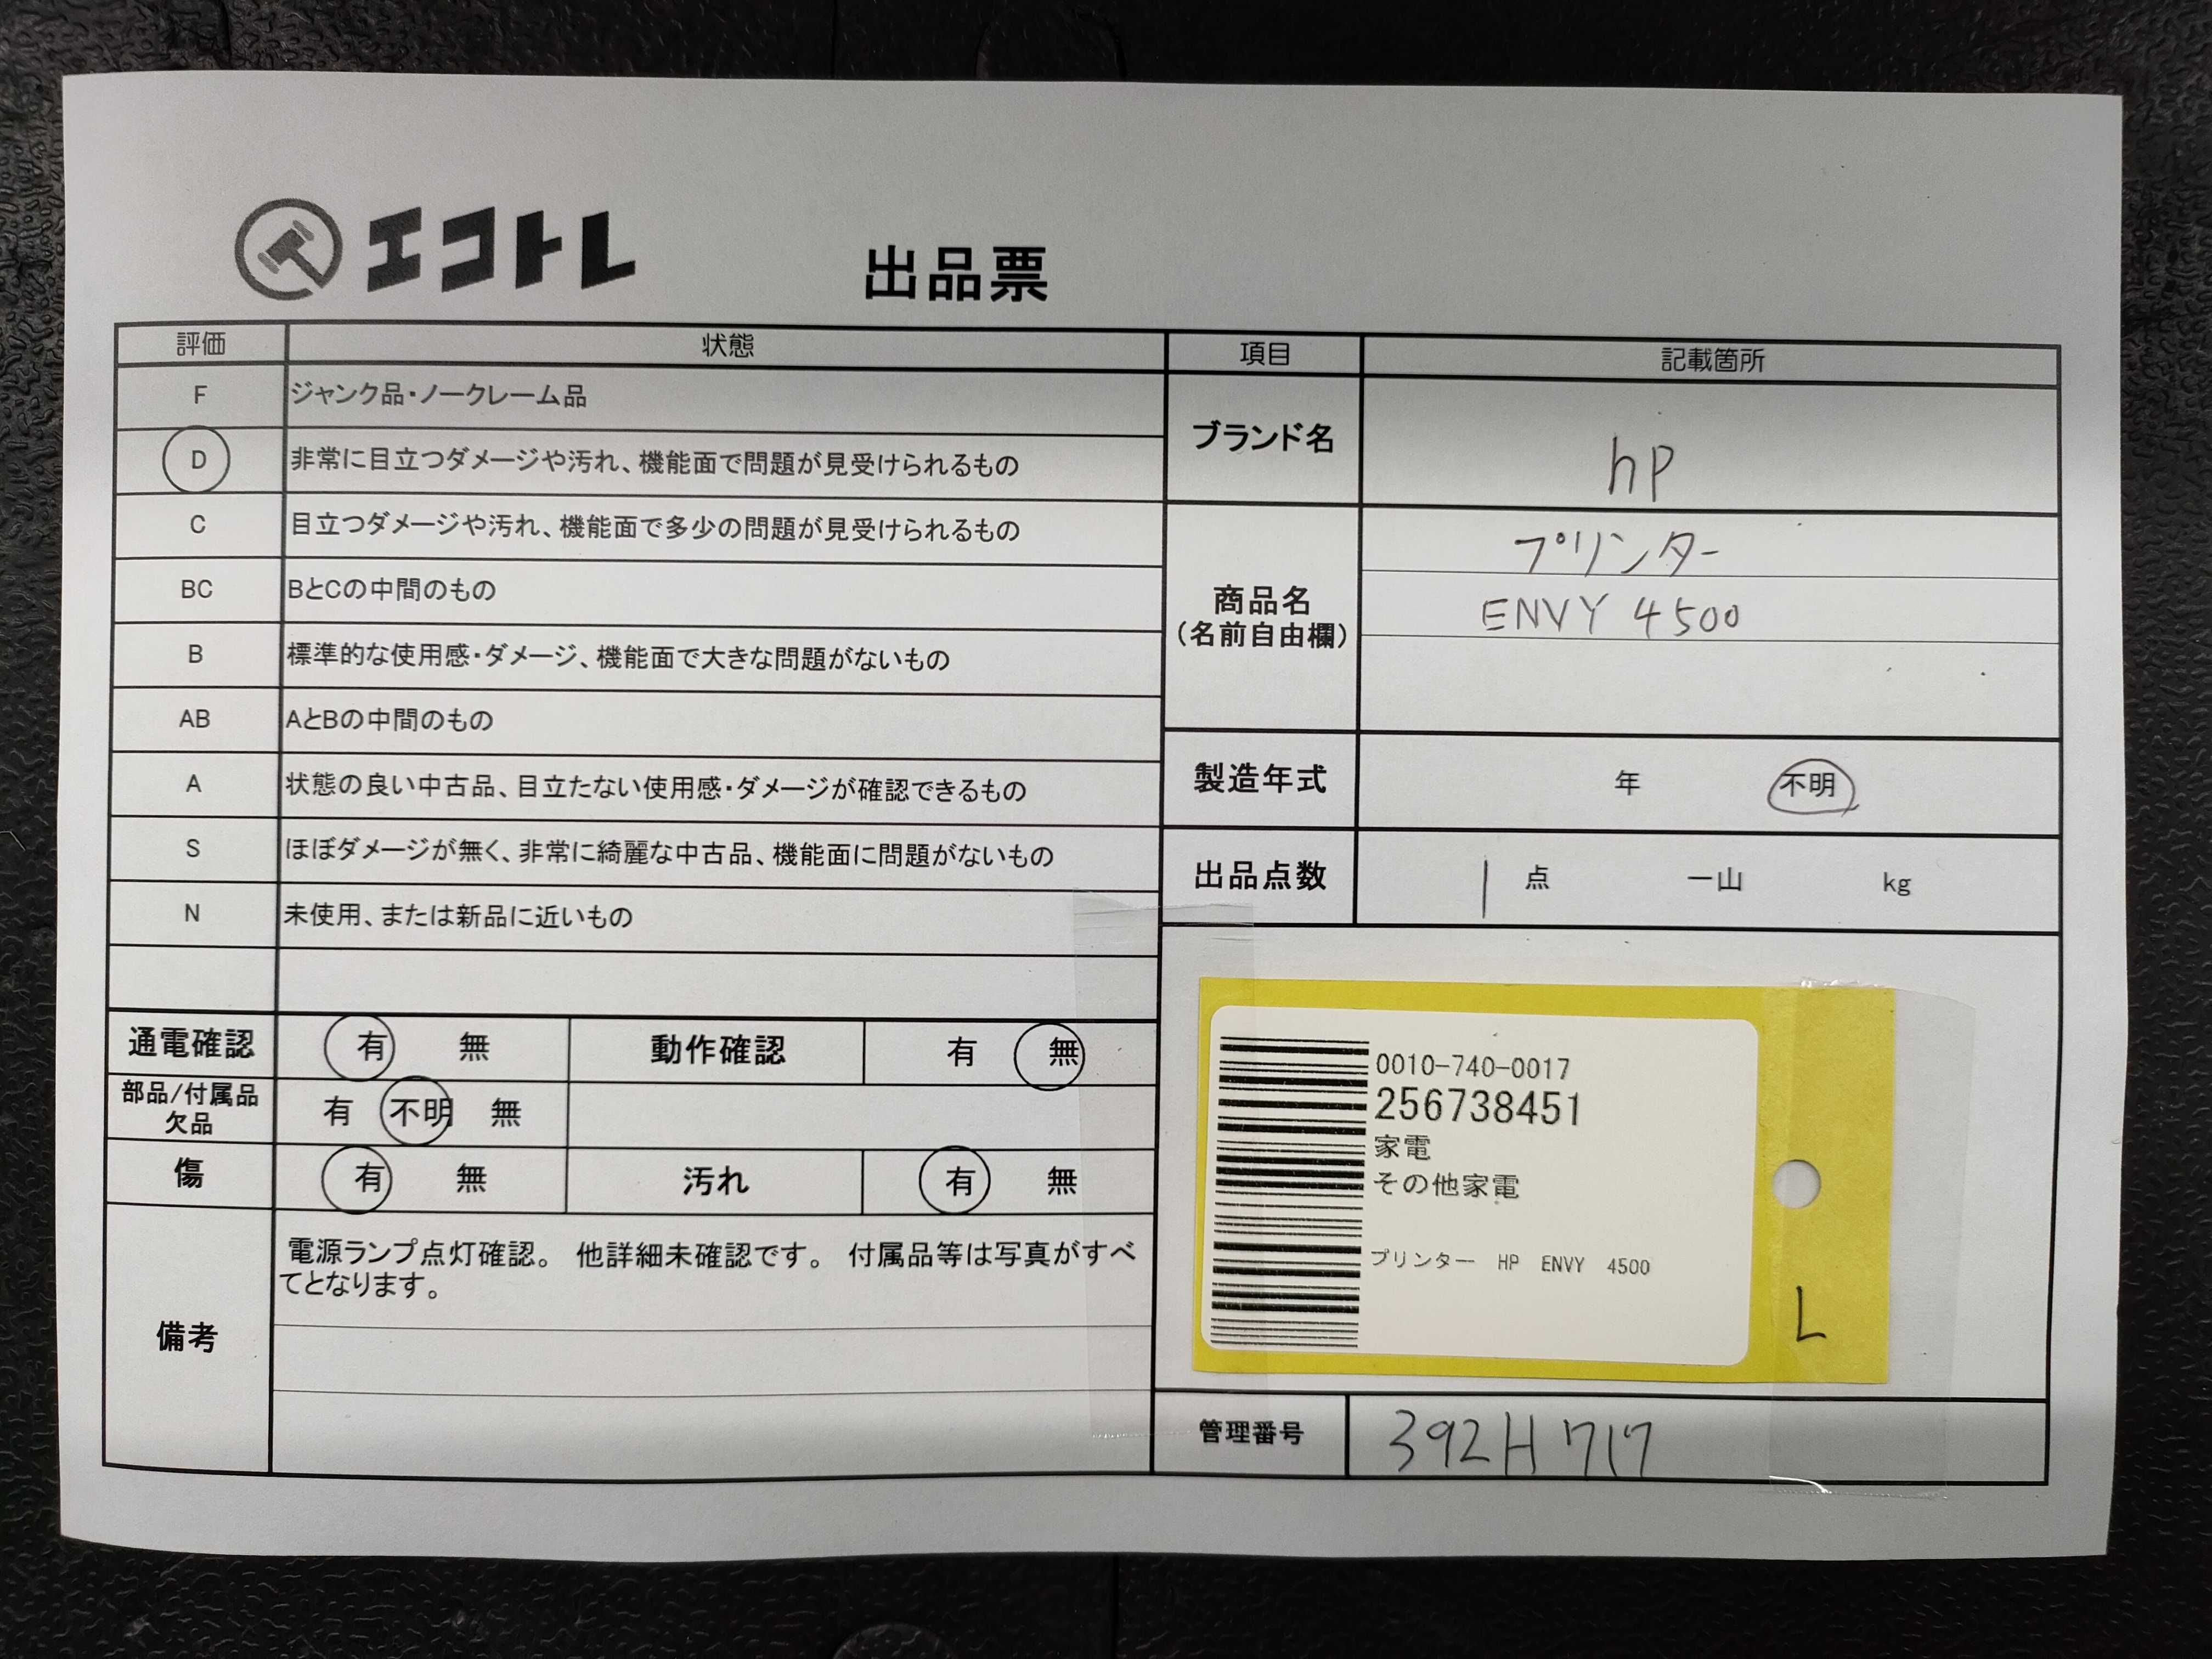 エコトレ
出品票
評価 状態
F ジャンク品・ノークレーム品
D 非常に目立つダメージや汚れ、機能面で問題が見受けられるもの
C 目立つダメージや汚れ、機能面で多少の問題が見受けられるもの
BC BとCの中間のもの
B 標準的な使用感・ダメージ、機能面で大きな問題がないもの
AB AとBの中間のもの
A 状態の良い中古品、目立たない使用感・ダメージが確認できるもの
S ほぼダメージが無く、非常に綺麗な中古品、機能面に問題がないもの
N 未使用、または新品に近いもの
通電確認 有 無 動作確認 有 無
部品/付属品
欠品 有 不明 無
傷 有 無 汚れ 有 無
備考
電源ランプ点灯確認。 他詳細未確認です。 付属品等は写真がすべ
てとなります。
項目 記載箇所
ブランド名 hp
商品名
(名前自由欄)
プリンター
ENVY 4500
製造年式 年 不明
出品点数 1 点 一山 kg
0010-740-0017
256738451
家電
その他家電
プリンター HP ENVY 4500
L
管理番号 392H717